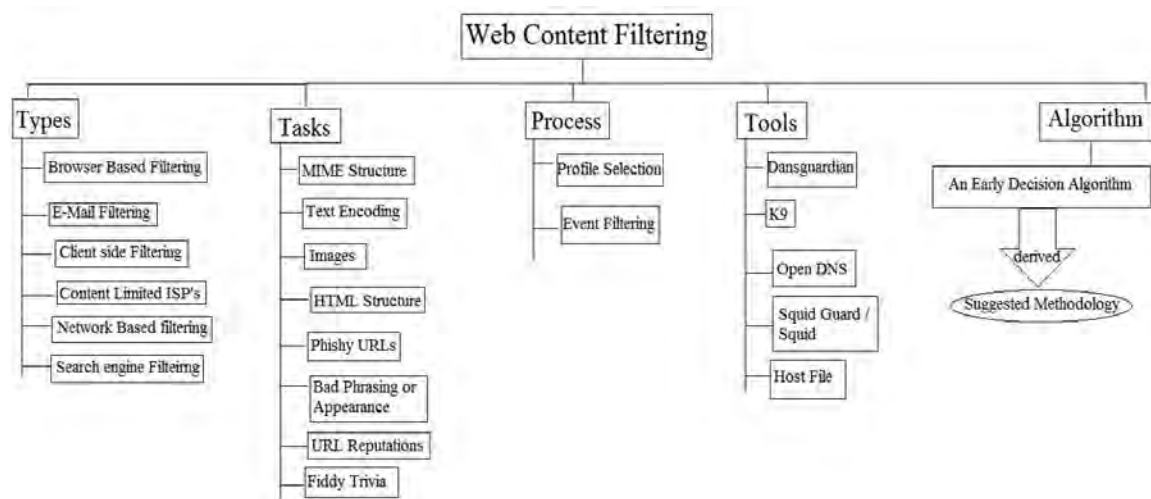 Web Content Filtering
Types
Browser Based Filtering
E-Mail Filtering
Client side Filtering
Content Limited ISP's
Network Based filtering
Search engine Filteirng
Tasks
MIME Structure
Text Encoding
Images
HTML Structure
Phishy URLs
Bad Phrasing or
Appearance
URL Reputations
Fiddy Trivia
Process
Profile Selection
Event Filtering
Tools
Dansguardian
K9
Open DNS
Squid Guard /
Squid
Host File
Algorithm
An Early Decision Algorithm
derived
Suggested Methodology